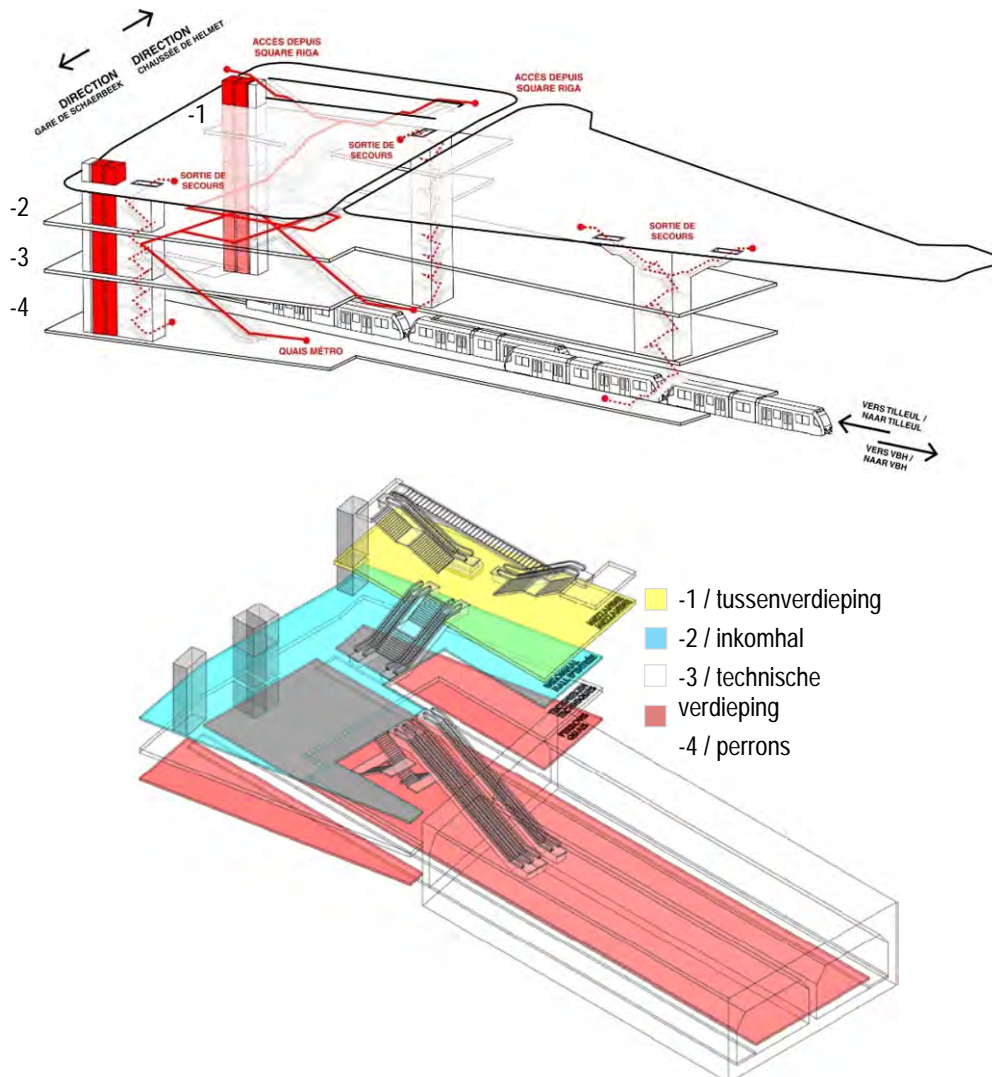 DIRECTION
GARE DE SCHAERBEEK
DIRECTION
CHAUSSÉE DE HELMET
ACCÈS DEPUIS
SQUARE RIGA
ACCÈS DEPUIS
SQUARE RIGA
-1
SORTIE DE
SECOURS
SORTIE DE
SECOURS
SORTIE DE
SECOURS
-2
-3
-4
QUAIS MÉTRO
VERS TILLEUL /
NAAR TILLEUL
VERS VBH /
NAAR VBH
-1 / tussenverdieping
-2 / inkomhal
-3 / technische
verdieping
-4 / perrons